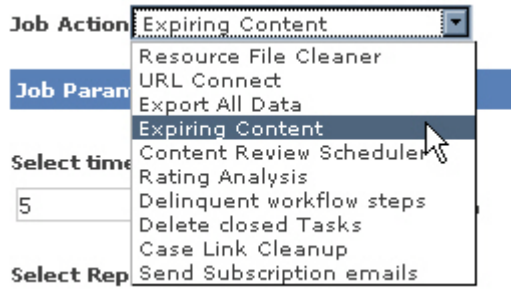 Job Action Expiring Content
Resource File Cleaner
URL Connect
Job Param
Export All Data
Expiring Content
Content Review Scheduler
Select time
Rating Analysis
5
Delinquent workflow steps
Delete closed Tasks
Case Link Cleanup
Select Rep
Send Subscription emails